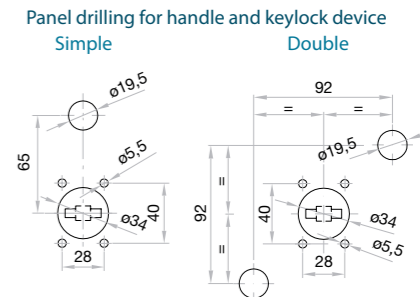 Panel drilling for handle and keylock device
Simple
Double
ø19,5
65
ø5,5
ø34
40
28
92
=
=
ø19,5
92
=
=
40
ø34
ø5,5
28